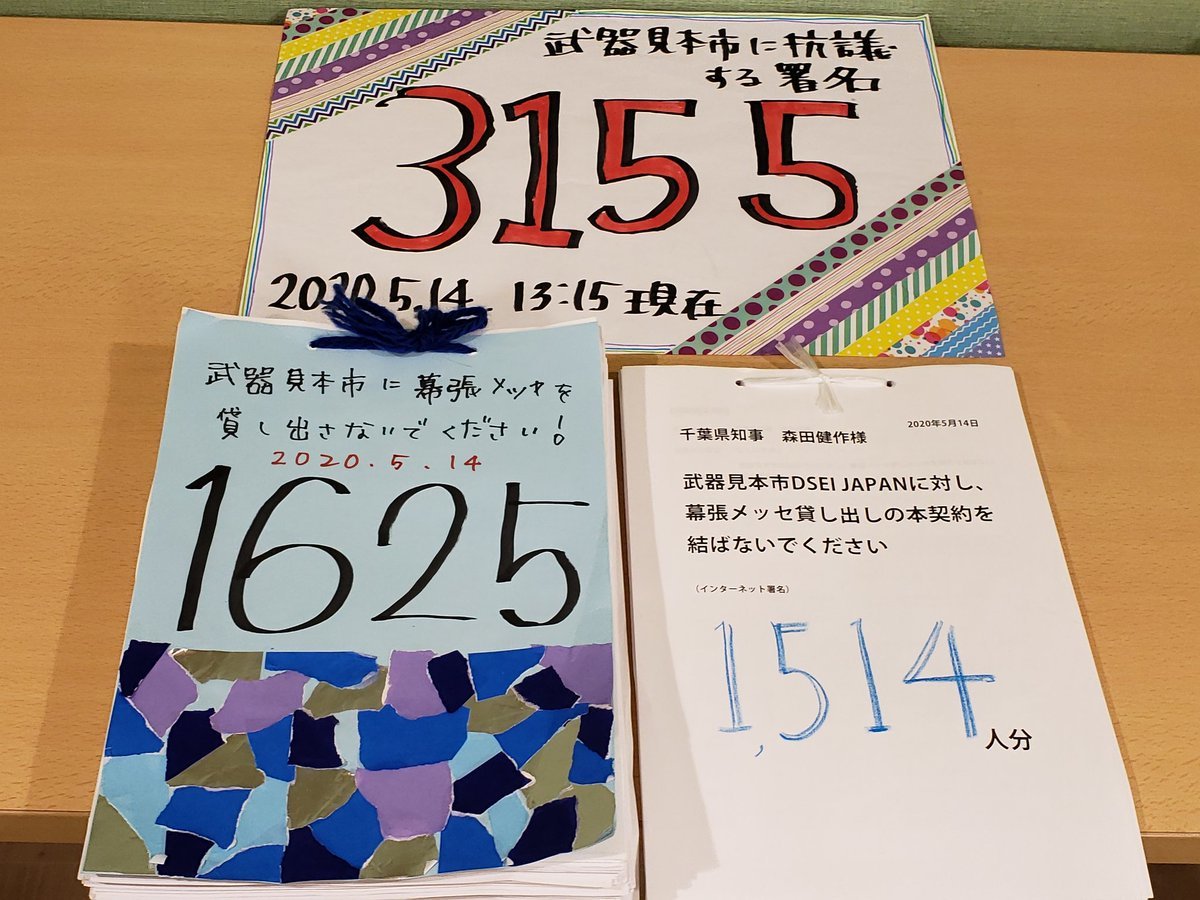 武器見本市に抗議
する署名
3155
2020.5.14 13:15現在
武器見本市に幕張メッセを
貸し出さないでください!
2020.5.14
1625
2020年5月14日
千葉県知事 森田健作様
武器見本市DSEI JAPANに対し、
幕張メッセ貸し出しの本契約を
結ばないでください
(インターネット署名)
1,514人分